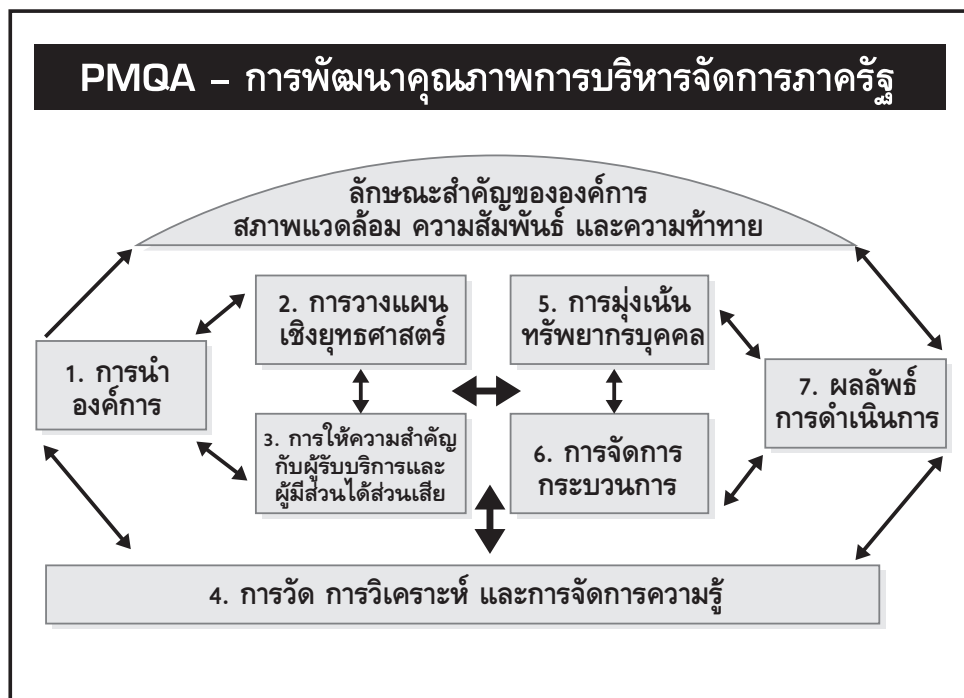 PMQA – การพัฒนาคุณภาพการบริหารจัดการภาครัฐ
ลักษณะสำคัญขององค์การ
สภาพแวดล้อม ความสัมพันธ์ และความท้าทาย
2. การวางแผน
เชิงยุทธศาสตร์
5. การมุ่งเน้น
ทรัพยากรบุคคล
1. การนำ
องค์การ
7. ผลลัพธ์
การดำเนินการ
3. การให้ความสำคัญ
กับผู้รับบริการและ
ผู้มีส่วนได้ส่วนเสีย
6. การจัดการ
กระบวนการ
4. การวัด การวิเคราะห์ และการจัดการความรู้